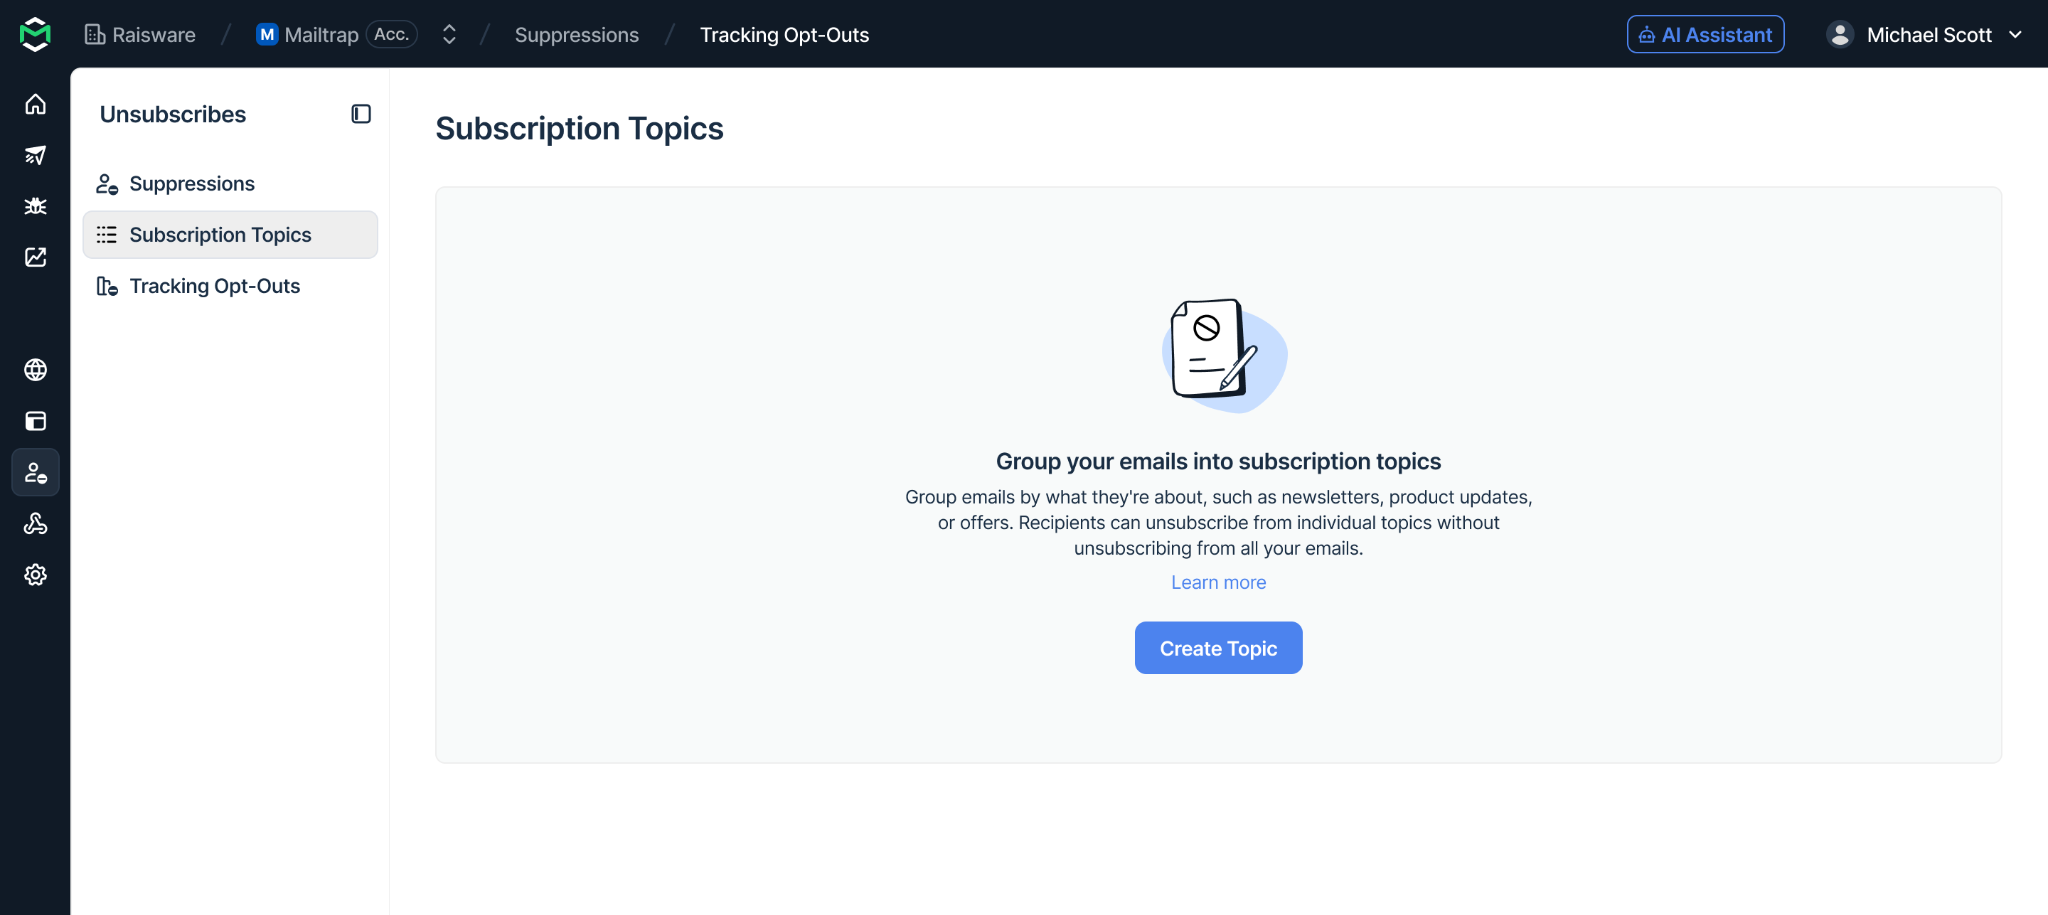 Raisware / M Mailtrap Acc. / Suppressions / Tracking Opt-Outs
AI Assistant
Michael Scott
Unsubscribes
Suppressions
Subscription Topics
Tracking Opt-Outs
Subscription Topics
Group your emails into subscription topics
Group emails by what they're about, such as newsletters, product updates,
or offers. Recipients can unsubscribe from individual topics without
unsubscribing from all your emails.
Learn more
Create Topic